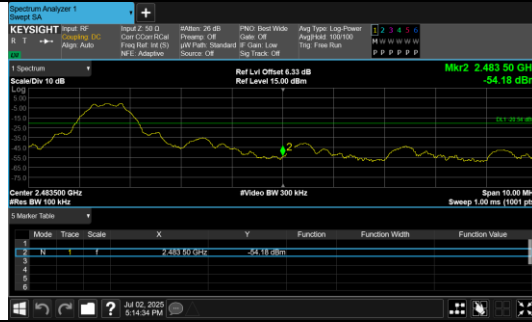 Spectrum Analyzer 1
Swept SA
+
KEYSIGHT Input: RF Input Z: 50 Ω #Atten: 26 dB PNO: Best Wide Avg Type: Log-Power 1 2 3 4 5 6
R T Coupling: DC Corr CCorr RCal Preamp: Off Gate: Off Avg|Hold: 100/100 M W W W W W
Align: Auto Freq Ref: Int (S) µW Path: Standard IF Gain: Low Trig: Free Run P P P P P P
NFE: Adaptive Source: Off Sig Track: Off
1 Spectrum Ref Lvl Offset 6.33 dB Mkr2 2.483 50 GHz
Scale/Div 10 dB Ref Level 15.00 dBm -54.18 dBm
Log
5.00
-5.00
-15.0
-25.0
-35.0
-45.0
-55.0
-65.0
-75.0
2
Center 2.483500 GHz #Video BW 300 kHz Span 10.00 MH
#Res BW 100 kHz Sweep 1.00 ms (1001 pts
5 Marker Table
Mode Trace Scale X Y Function Function Width Function Value
1
2 N 1 f 2.483 50 GHz -54.18 dBm
3
4
5
6
? Jul 02, 2025
5:14:34 PM